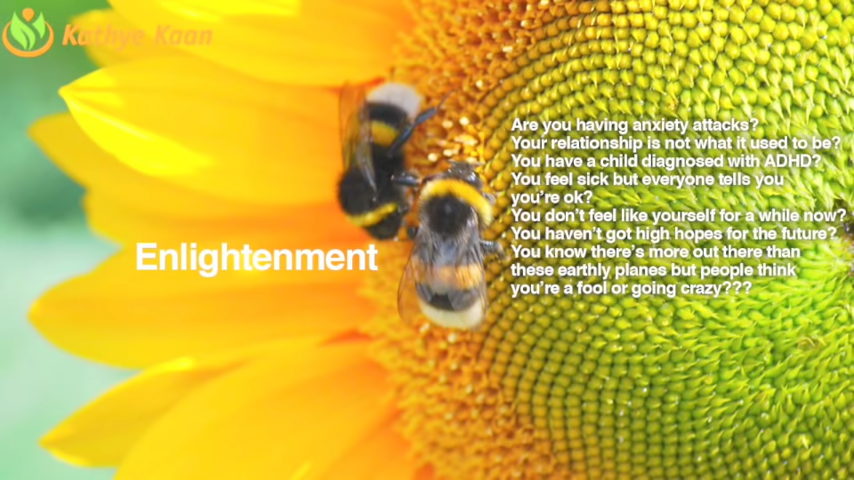 Kathye Kaan
Enlightenment
Are you having anxiety attacks?
Your relationship is not what it used to be?
You have a child diagnosed with ADHD?
You feel sick but everyone tells you
you're ok?
You don't feel like yourself for a while now?
You haven't got high hopes for the future?
You know there's more out there than
these earthly planes but people think
you're a fool or going crazy???